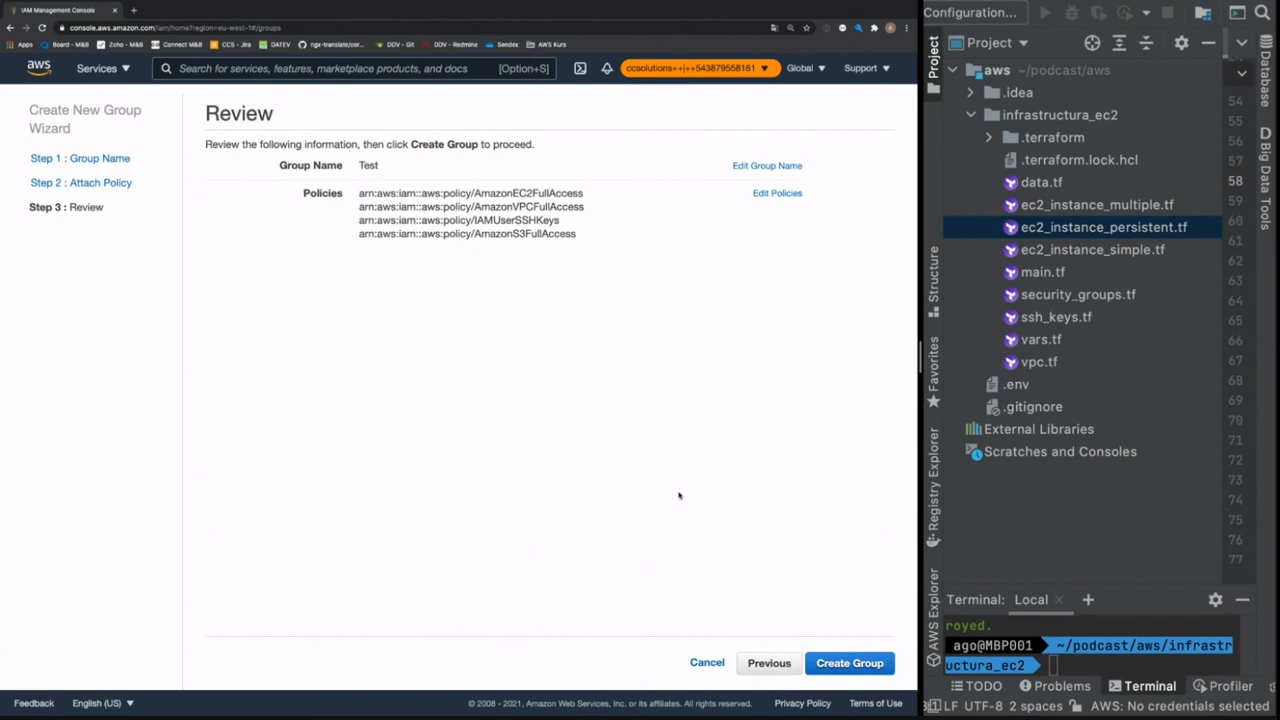 IAM Management Console
console.aws.amazon.com/iam/home?region=eu-west-1#/groups
Apps
Board - M&B
Zoho - M&B
Connect M&B
CCS - Jira
DATEV
ngx-translate/cor...
DDV - Git
DDV - Redmine
Sendex
AWS Kurs
aws
Services
Search for services, features, marketplace products, and docs
[Option+S]
ccsolutions++|++543879558161
Global
Support
Create New Group
Wizard
Step 1 : Group Name
Step 2 : Attach Policy
Step 3 : Review
Review
Review the following information, then click Create Group to proceed.
Group Name Test Edit Group Name
Policies arn:aws:iam::aws:policy/AmazonEC2FullAccess Edit Policies
arn:aws:iam::aws:policy/AmazonVPCFullAccess
arn:aws:iam::aws:policy/IAMUserSSHKeys
arn:aws:iam::aws:policy/AmazonS3FullAccess
Cancel Previous Create Group
Feedback English (US) © 2008 - 2021, Amazon Web Services, Inc. or its affiliates. All rights reserved. Privacy Policy Terms of Use
Configuration...
Project
Project
aws ~/podcast/aws
.idea
infrastructura_ec2
.terraform
.terraform.lock.hcl
data.tf
ec2_instance_multiple.tf
ec2_instance_persistent.tf
ec2_instance_simple.tf
main.tf
security_groups.tf
ssh_keys.tf
vars.tf
vpc.tf
.env
.gitignore
External Libraries
Scratches and Consoles
54
55
56
57
58
59
60
61
62
63
64
65
66
67
68
69
70
71
72
73
74
75
76
77
Structure
Favorites
Registry Explorer
AWS Explorer
Database
Big Data Tools
Terminal: Local
royed.
ago@MBP001 ~/podcast/aws/infrastr
uctura_ec2
TODO
Problems
Terminal
Profiler
LF UTF-8 2 spaces AWS: No credentials selected